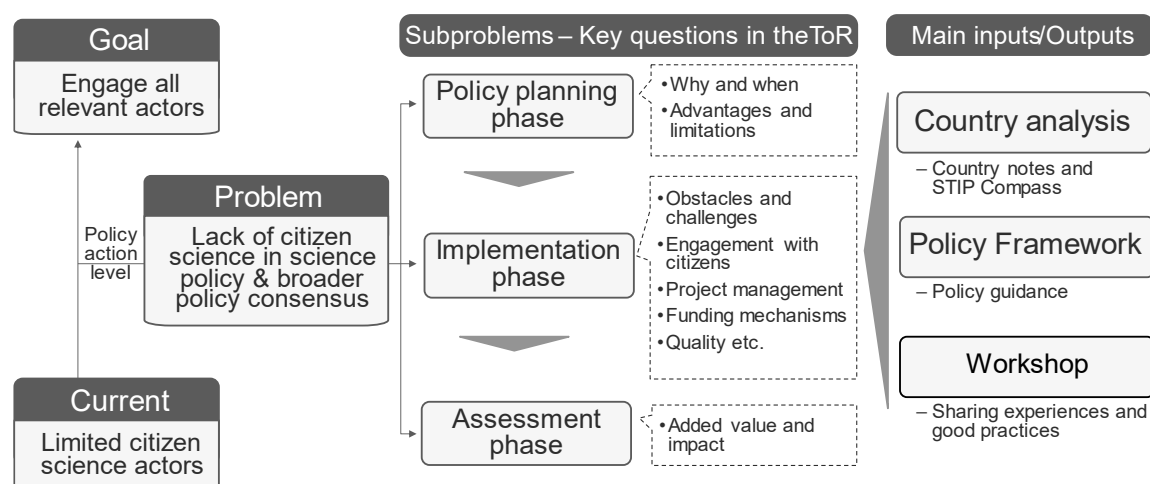 Goal
Engage all
relevant actors
Policy
action
level
Problem
Lack of citizen
science in science
policy & broader
policy consensus
Current
Limited citizen
science actors
Subproblems – Key questions in theToR
Policy planning
phase
•Why and when
•Advantages and
limitations
Implementation
phase
•Obstacles and
challenges
•Engagement with
citizens
•Project management
•Funding mechanisms
•Quality etc.
Assessment
phase
•Added value and
impact
Main inputs/Outputs
Country analysis
– Country notes and
STIP Compass
Policy Framework
– Policy guidance
Workshop
– Sharing experiences and
good practices